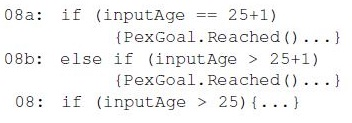 08a: if (inputAge == 25+1)
{PexGoal.Reached()...}
08b: else if (inputAge > 25+1)
{PexGoal.Reached()...}
08: if (inputAge > 25){...}